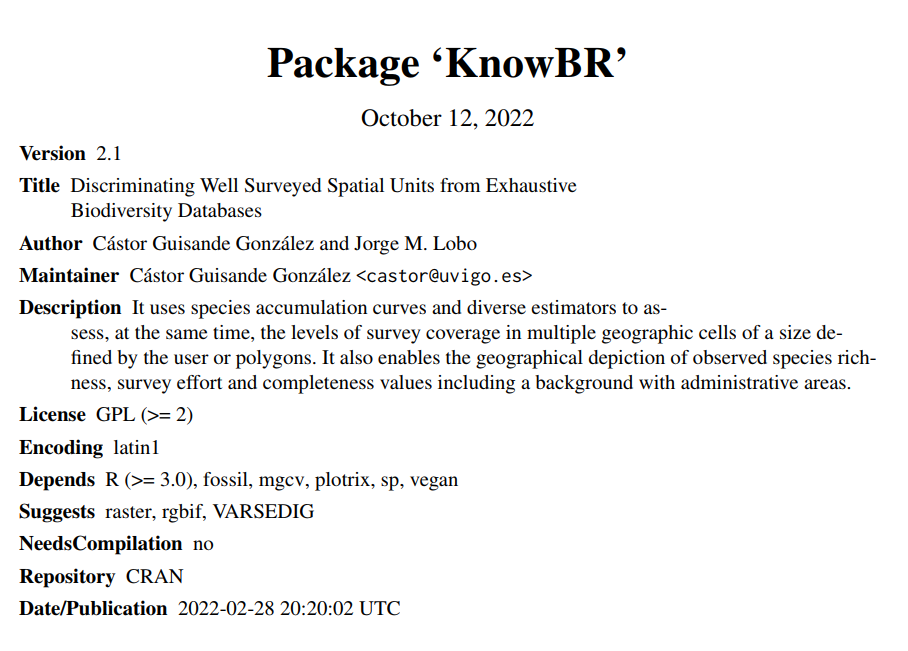 Package ‘KnowBR’
October 12, 2022
Version 2.1
Title Discriminating Well Surveyed Spatial Units from Exhaustive
Biodiversity Databases
Author Cástor Guisande González and Jorge M. Lobo
Maintainer Cástor Guisande González <castor@uvigo.es>
Description It uses species accumulation curves and diverse estimators to as-
sess, at the same time, the levels of survey coverage in multiple geographic cells of a size de-
fined by the user or polygons. It also enables the geographical depiction of observed species rich-
ness, survey effort and completeness values including a background with administrative areas.
License GPL (>= 2)
Encoding latin1
Depends R (>= 3.0), fossil, mgcv, plotrix, sp, vegan
Suggests raster, rgbif, VARSEDIG
NeedsCompilation no
Repository CRAN
Date/Publication 2022-02-28 20:20:02 UTC